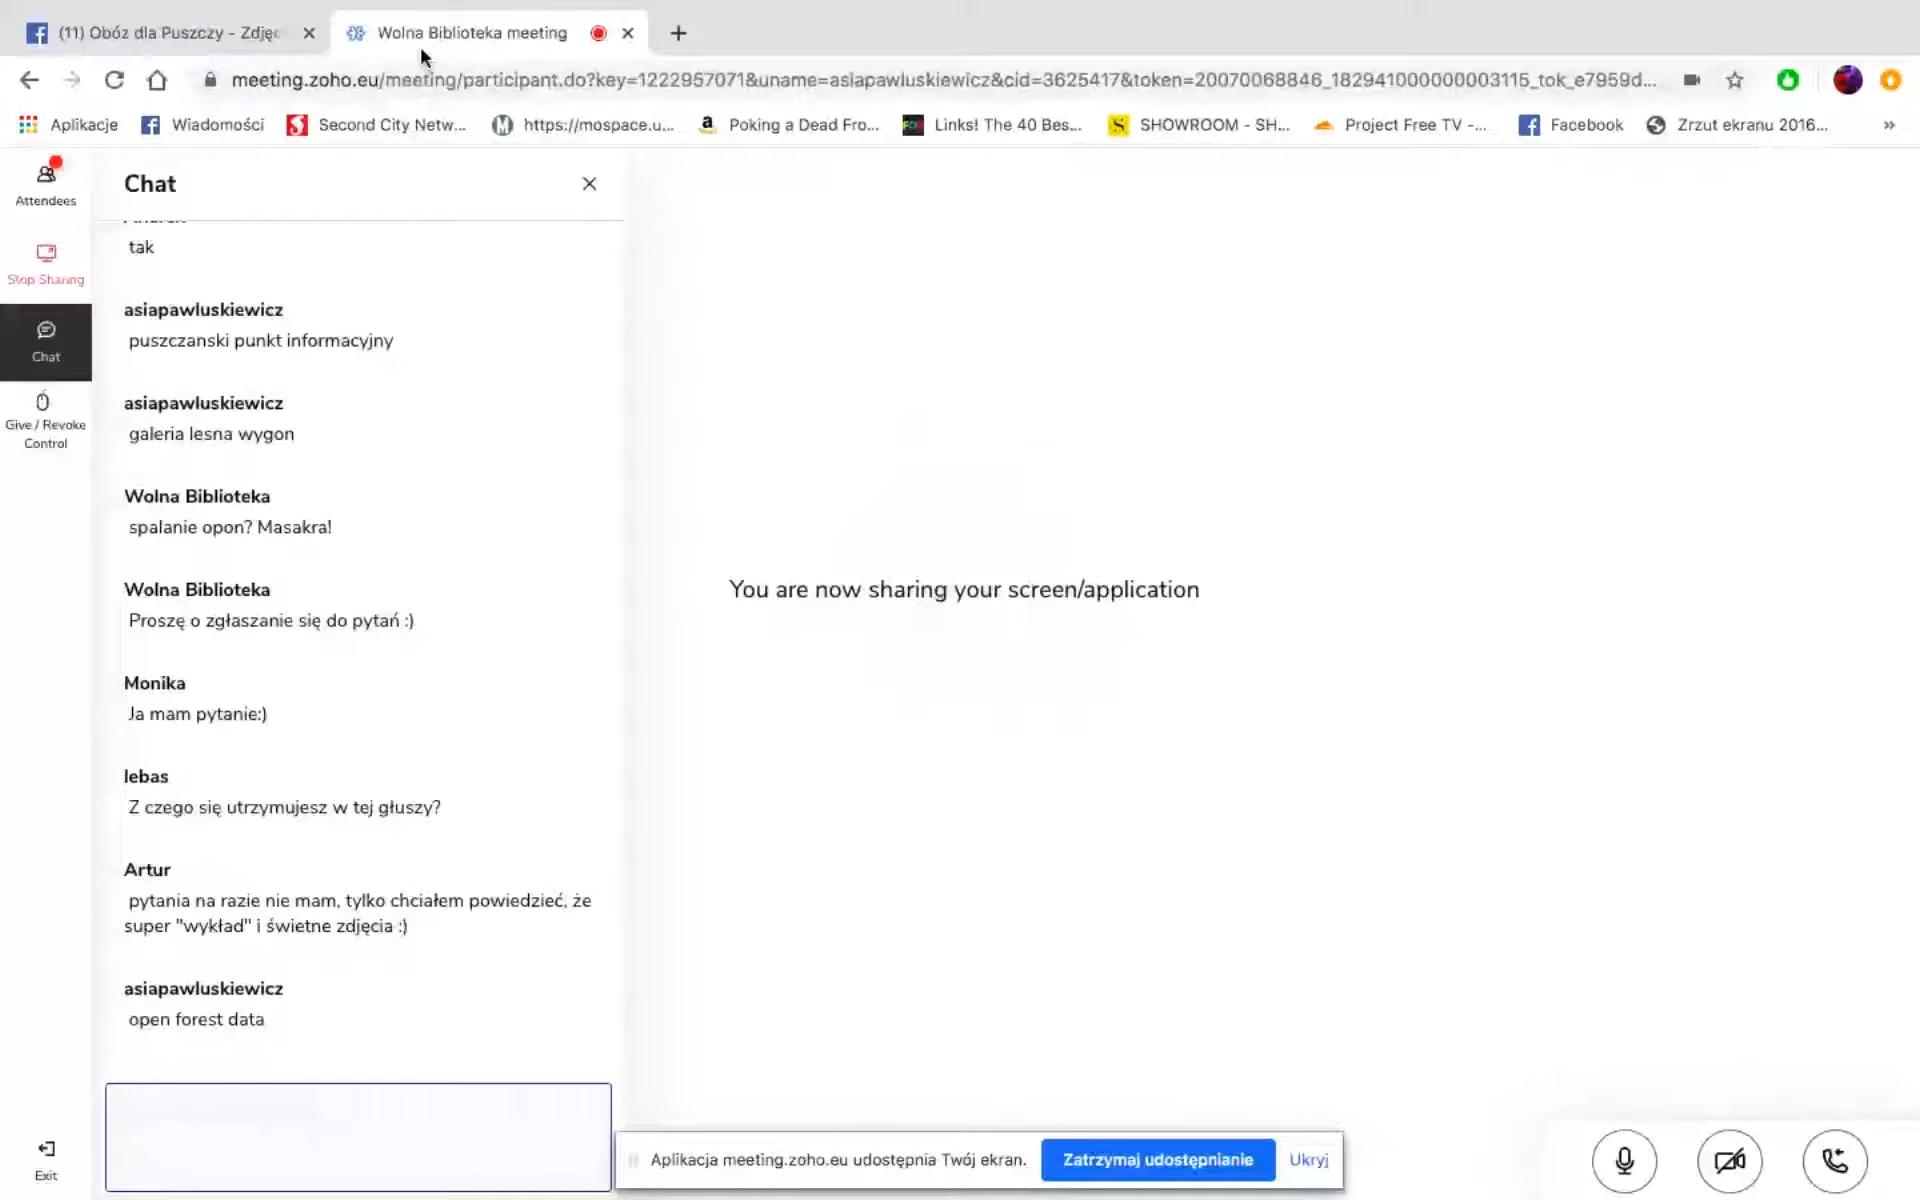 (11) Obóz dla Puszczy - Zdję
Wolna Biblioteka meeting
meeting.zoho.eu/meeting/participant.do?key=1222957071&uname=asiapawluskiewicz&cid=3625417&token=20070068846_182941000000003115_tok_e7959d...
Aplikacje
Wiadomości
Second City Netw...
https://mospace.u...
Poking a Dead Fro...
Links! The 40 Bes...
SHOWROOM - SH...
Project Free TV -...
Facebook
Zrzut ekranu 2016...
Attendees
Stop Sharing
Chat
Give / Revoke
Control
Exit
Chat
tak
asiapawluskiewicz
puszczanski punkt informacyjny
asiapawluskiewicz
galeria lesna wygon
Wolna Biblioteka
spalanie opon? Masakra!
Wolna Biblioteka
Proszę o zgłaszanie się do pytań :)
Monika
Ja mam pytanie:)
lebas
Z czego się utrzymujesz w tej głuszy?
Artur
pytania na razie nie mam, tylko chciałem powiedzieć, że
super "wykład" i świetne zdjęcia :)
asiapawluskiewicz
open forest data
You are now sharing your screen/application
Aplikacja meeting.zoho.eu udostępnia Twój ekran.
Zatrzymaj udostępnianie
Ukryj